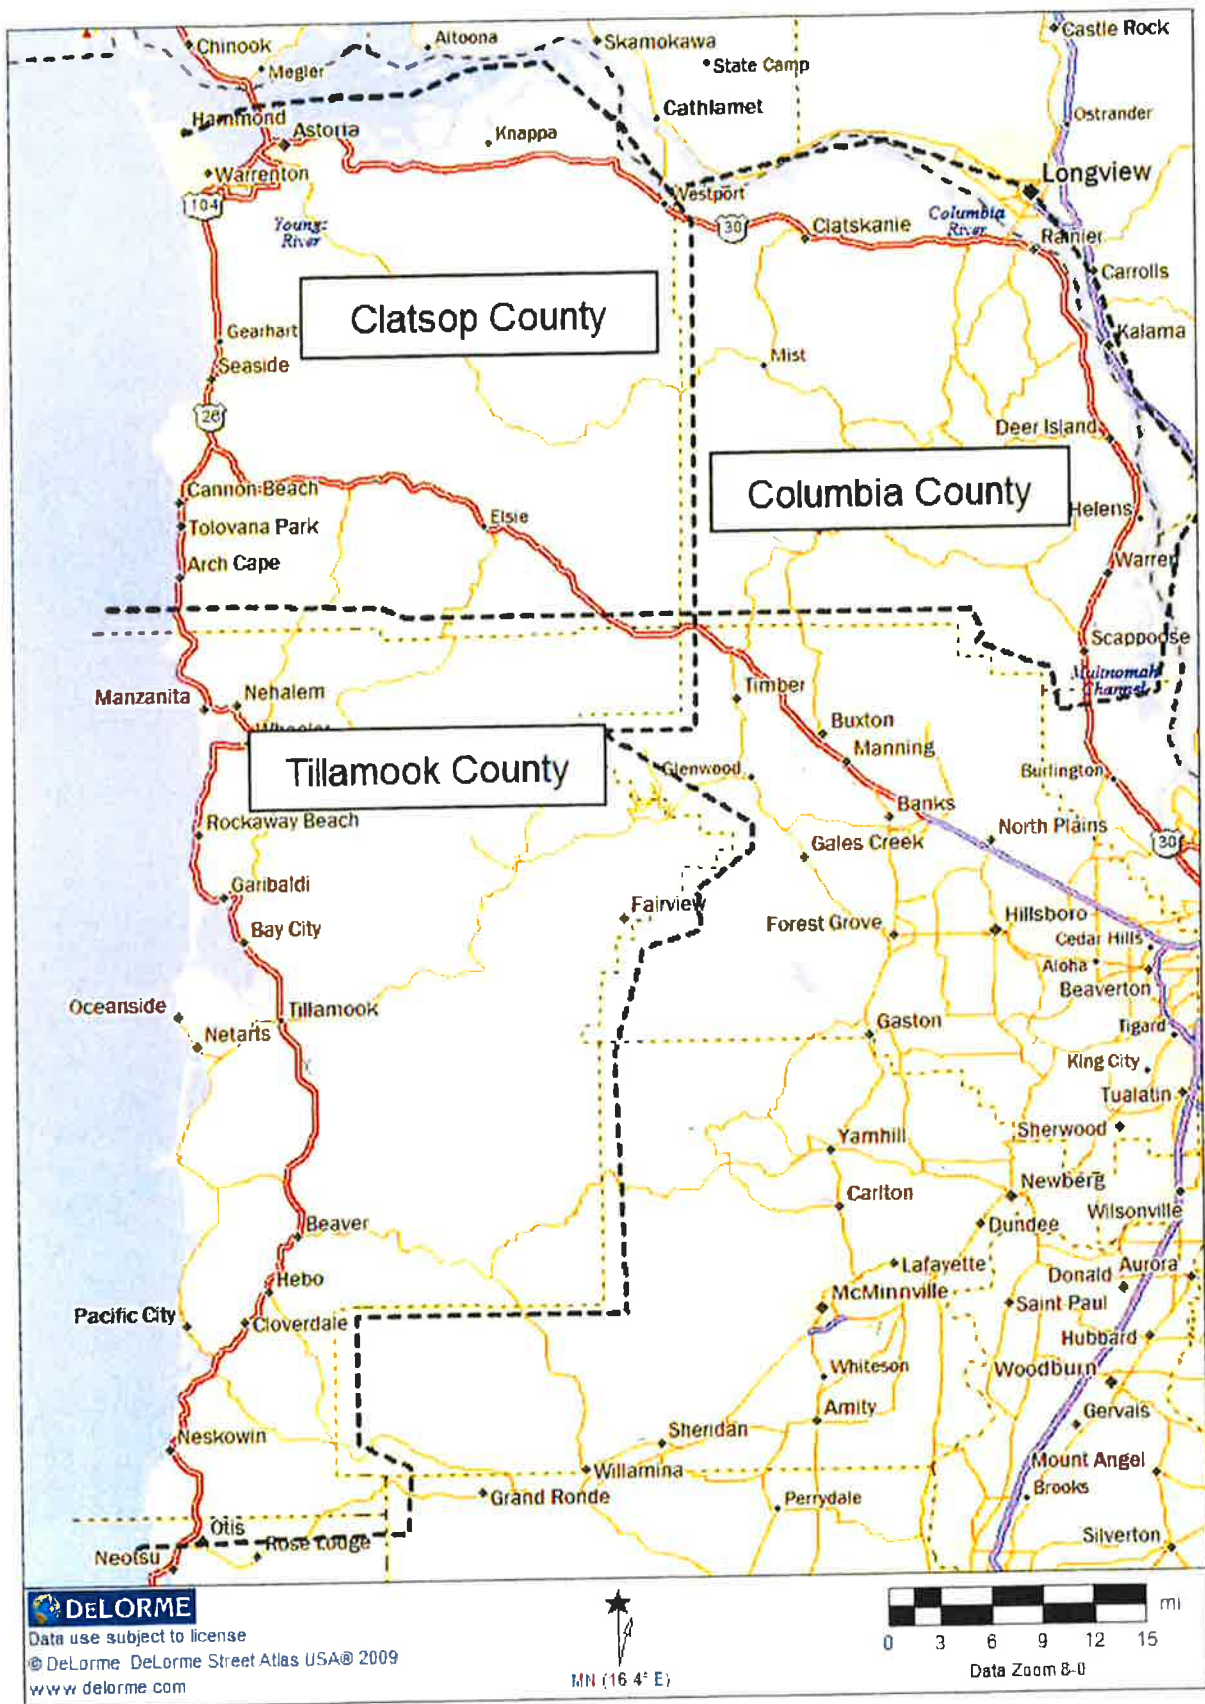 Chinook
Altoona
Skamokawa
Castle Rock
Megler
State Camp
Hammond
Cathlamet
Ostrander
Astoria
Knappa
Warrenton
Longview
104
Westport
Youngs
River
30
Clatskanie
Columbia
River
Rainier
Carrolls
Clatsop County
Gearhart
Kalama
Seaside
Mist
26
Deer Island
Cannon Beach
Columbia County
Tolovana Park
Elsie
Helens
Arch Cape
Warren
Scappoose
Multnomah
Channel
Manzanita
Nehalem
Timber
Wheeler
Buxton
Manning
Tillamook County
Glenwood
Burlington
Rockaway Beach
Banks
North Plains
30
Gales Creek
Garibaldi
Fairview
Bay City
Forest Grove
Hillsboro
Cedar Hills
Aloha
Beaverton
Oceanside
Tillamook
Netarts
Gaston
Tigard
King City
Tualatin
Yamhill
Sherwood
Carlton
Newberg
Beaver
Dundee
Wilsonville
Hebo
Lafayette
Donald
Aurora
Pacific City
Cloverdale
McMinnville
Saint Paul
Hubbard
Whiteson
Woodburn
Neskowin
Sheridan
Amity
Gervais
Willamina
Mount Angel
Grand Ronde
Perrydale
Brooks
Otis
Neotsu
Rose Lodge
Silverton
DELORME
Data use subject to license
© DeLorme DeLorme Street Atlas USA® 2009
www delorme com
MN (16.4° E)
mi
0 3 6 9 12 15
Data Zoom 8-0